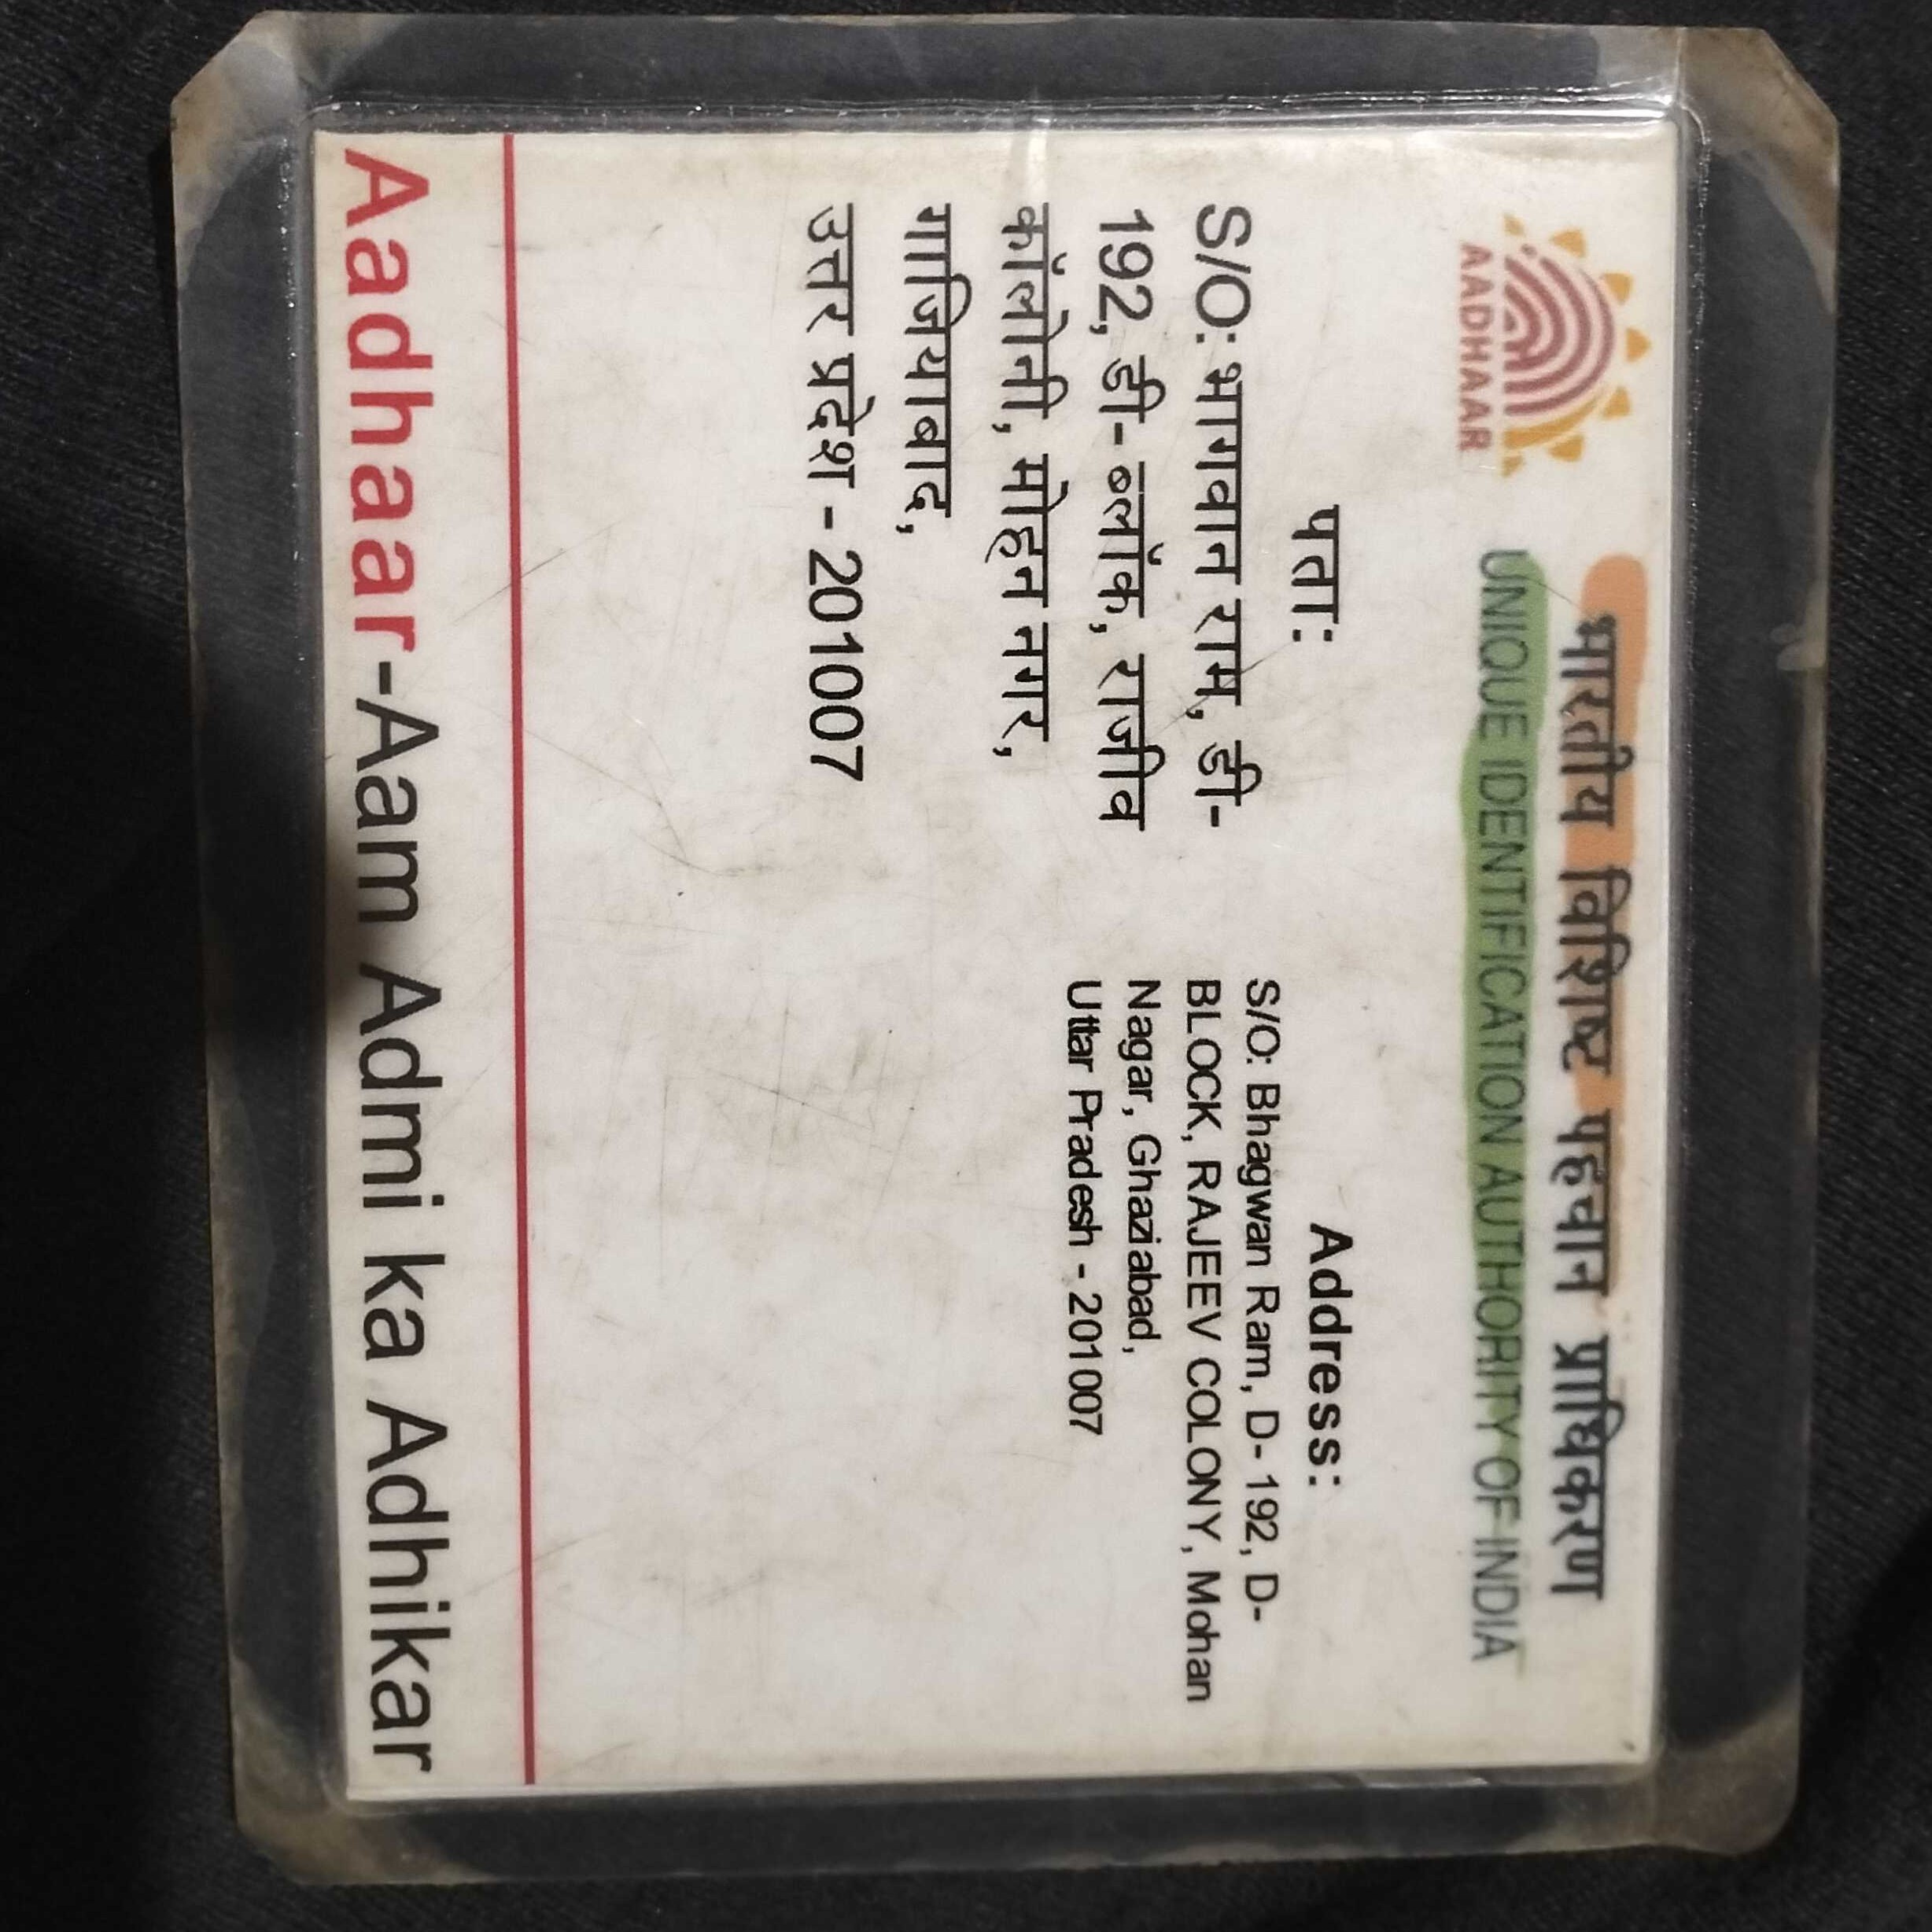 भारतीय विशिष्ट पहचान प्राधिकरण
UNIQUE IDENTIFICATION AUTHORITY OF INDIA
AADHAAR
पता:
S/O: भागवान राम, डी-
192, डी- ब्लॉक, राजीव
कॉलोनी, मोहन नगर,
गाजियाबाद,
उत्तर प्रदेश - 201007
Address:
S/O: Bhagwan Ram, D- 192, D-
BLOCK, RAJEEV COLONY, Mohan
Nagar, Ghaziabad,
Uttar Pradesh - 201007
Aadhaar-Aam Admi ka Adhikar